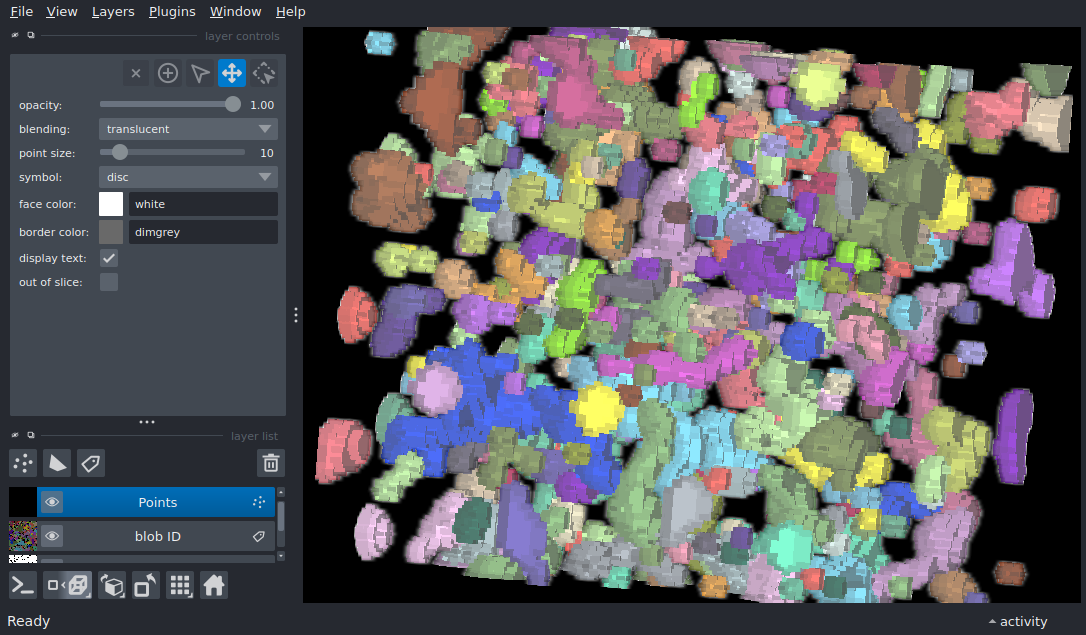 File View Layers Plugins Window Help
layer controls
opacity: 1.00
blending: translucent
point size: 10
symbol: disc
face color: white
border color: dimgrey
display text:
out of slice:
layer list
Points
blob ID
Ready
activity